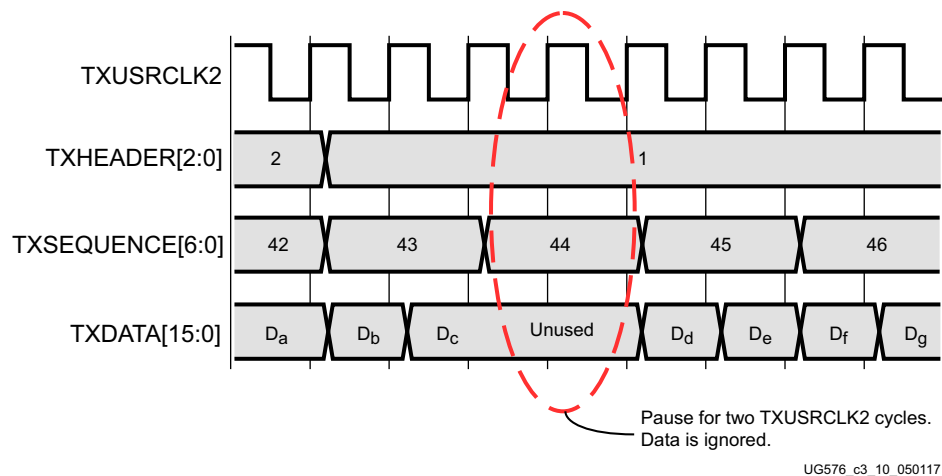 TXUSRCLK2
TXHEADER[2:0] 2 1
TXSEQUENCE[6:0] 42 43 44 45 46
TXDATA[15:0] Da Db Dc Unused Dd De Df Dg
Pause for two TXUSRCLK2 cycles.
Data is ignored.
UG576_c3_10_050117